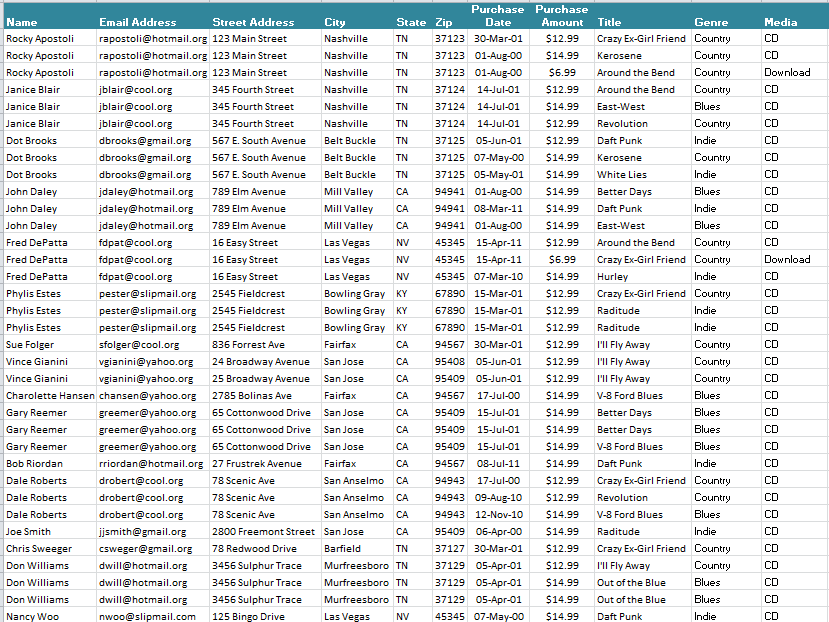 Name Email Address Street Address City State Zip Purchase Date Purchase Amount Title Genre Media
Rocky Apostoli rapostoli@hotmail.org 123 Main Street Nashville TN 37123 30-Mar-01 $12.99 Crazy Ex-Girl Friend Country CD
Rocky Apostoli rapostoli@hotmail.org 123 Main Street Nashville TN 37123 01-Aug-00 $14.99 Kerosene Country CD
Rocky Apostoli rapostoli@hotmail.org 123 Main Street Nashville TN 37123 01-Aug-00 $6.99 Around the Bend Country Download
Janice Blair jblair@cool.org 345 Fourth Street Nashville TN 37124 14-Jul-01 $12.99 Around the Bend Country CD
Janice Blair jblair@cool.org 345 Fourth Street Nashville TN 37124 14-Jul-01 $14.99 East-West Blues CD
Janice Blair jblair@cool.org 345 Fourth Street Nashville TN 37124 14-Jul-01 $12.99 Revolution Country CD
Dot Brooks dbrooks@gmail.org 567 E. South Avenue Belt Buckle TN 37125 05-Jun-01 $12.99 Daft Punk Indie CD
Dot Brooks dbrooks@gmail.org 567 E. South Avenue Belt Buckle TN 37125 07-May-00 $14.99 Kerosene Country CD
Dot Brooks dbrooks@gmail.org 567 E. South Avenue Belt Buckle TN 37125 05-May-01 $14.99 White Lies Indie CD
John Daley jdaley@hotmail.org 789 Elm Avenue Mill Valley CA 94941 01-Aug-00 $14.99 Better Days Blues CD
John Daley jdaley@hotmail.org 789 Elm Avenue Mill Valley CA 94941 08-Mar-11 $14.99 Daft Punk Indie CD
John Daley jdaley@hotmail.org 789 Elm Avenue Mill Valley CA 94941 01-Aug-00 $14.99 East-West Blues CD
Fred DePatta fdpat@cool.org 16 Easy Street Las Vegas NV 45345 15-Apr-11 $12.99 Around the Bend Country CD
Fred DePatta fdpat@cool.org 16 Easy Street Las Vegas NV 45345 15-Apr-11 $6.99 Crazy Ex-Girl Friend Country Download
Fred DePatta fdpat@cool.org 16 Easy Street Las Vegas NV 45345 07-Mar-10 $14.99 Hurley Indie CD
Phylis Estes pester@slipmail.org 2545 Fieldcrest Bowling Gray KY 67890 15-Mar-01 $12.99 Crazy Ex-Girl Friend Country CD
Phylis Estes pester@slipmail.org 2545 Fieldcrest Bowling Gray KY 67890 15-Mar-01 $12.99 Raditude Indie CD
Phylis Estes pester@slipmail.org 2545 Fieldcrest Bowling Gray KY 67890 15-Mar-01 $12.99 Raditude Indie CD
Sue Folger sfolger@cool.org 836 Forrest Ave Fairfax CA 94567 30-Mar-01 $12.99 I'll Fly Away Country CD
Vince Gianini vgianini@yahoo.org 24 Broadway Avenue San Jose CA 95408 05-Jun-01 $12.99 I'll Fly Away Country CD
Vince Gianini vgianini@yahoo.org 25 Broadway Avenue San Jose CA 95409 05-Jun-01 $12.99 I'll Fly Away Country CD
Charolette Hansen chansen@yahoo.org 2785 Bolinas Ave Fairfax CA 94567 17-Jul-00 $14.99 V-8 Ford Blues Blues CD
Gary Reemer greemer@yahoo.org 65 Cottonwood Drive San Jose CA 95409 15-Jul-01 $14.99 Better Days Blues CD
Gary Reemer greemer@yahoo.org 65 Cottonwood Drive San Jose CA 95409 15-Jul-01 $14.99 Better Days Blues CD
Gary Reemer greemer@yahoo.org 65 Cottonwood Drive San Jose CA 95409 15-Jul-01 $14.99 V-8 Ford Blues Blues CD
Bob Riordan rriordan@hotmail.org 27 Frustrek Avenue Fairfax CA 94567 08-Jul-11 $14.99 Daft Punk Indie CD
Dale Roberts drobert@cool.org 78 Scenic Ave San Anselmo CA 94943 17-Jul-00 $12.99 Crazy Ex-Girl Friend Country CD
Dale Roberts drobert@cool.org 78 Scenic Ave San Anselmo CA 94943 09-Aug-10 $12.99 Revolution Country CD
Dale Roberts drobert@cool.org 78 Scenic Ave San Anselmo CA 94943 12-Nov-10 $14.99 V-8 Ford Blues Blues CD
Joe Smith jjsmith@gmail.org 2800 Freemont Street San Jose CA 95409 06-Apr-00 $14.99 Raditude Indie CD
Chris Sweeger csweger@gmail.org 78 Redwood Drive Barfield TN 37127 30-Mar-01 $12.99 Crazy Ex-Girl Friend Country CD
Don Williams dwill@hotmail.org 3456 Sulphur Trace Murfreesboro TN 37129 05-Apr-01 $12.99 I'll Fly Away Country CD
Don Williams dwill@hotmail.org 3456 Sulphur Trace Murfreesboro TN 37129 05-Apr-01 $14.99 Out of the Blue Blues CD
Don Williams dwill@hotmail.org 3456 Sulphur Trace Murfreesboro TN 37129 05-Apr-01 $14.99 Out of the Blue Blues CD
Nancy Woo nwoo@slipmail.com 125 Bingo Drive Las Vegas NV 45345 07-May-00 $14.99 Daft Punk Indie CD